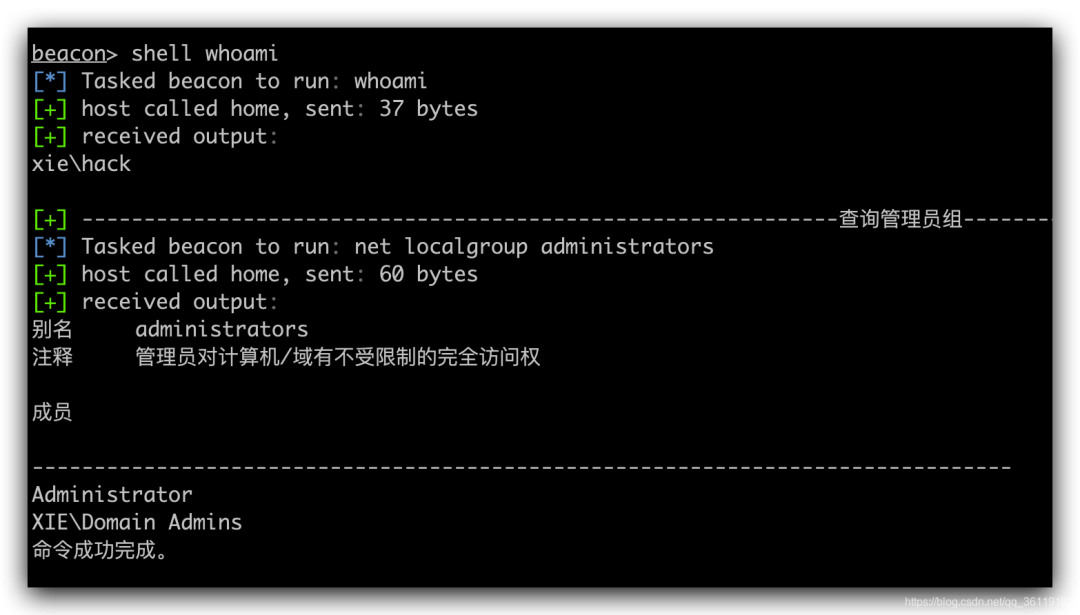 beacon> shell whoami
[*] Tasked beacon to run: whoami
[+] host called home, sent: 37 bytes
[+] received output:
xie\hack
[+] -------------------------------------------------------------查询管理员组-------
[*] Tasked beacon to run: net localgroup administrators
[+] host called home, sent: 60 bytes
[+] received output:
别名 administrators
注释 管理员对计算机/域有不受限制的完全访问权
成员
-------------------------------------------------------------------------------
Administrator
XIE\Domain Admins
命令成功完成。
https://blog.csdn.net/qq_361191